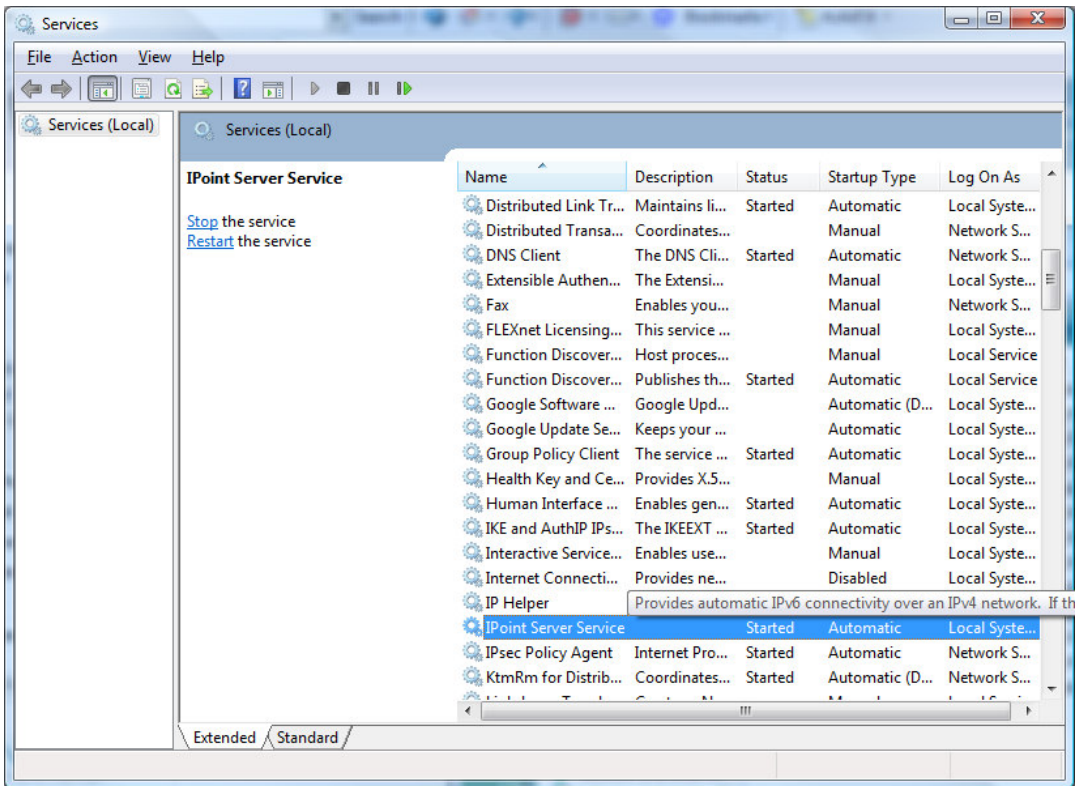 Services
File Action View Help
Services (Local)
Services (Local)
IPoint Server Service
Stop the service
Restart the service
Name Description Status Startup Type Log On As
Distributed Link Tr... Maintains li... Started Automatic Local Syste...
Distributed Transa... Coordinates... Manual Network S...
DNS Client The DNS Cli... Started Automatic Network S...
Extensible Authen... The Extensi... Manual Local Syste...
Fax Enables you... Manual Network S...
FLEXnet Licensing... This service ... Manual Local Syste...
Function Discover... Host proces... Manual Local Service
Function Discover... Publishes th... Started Automatic Local Service
Google Software ... Google Upd... Automatic (D... Local Syste...
Google Update Se... Keeps your ... Automatic Local Syste...
Group Policy Client The service ... Started Automatic Local Syste...
Health Key and Ce... Provides X.5... Manual Local Syste...
Human Interface ... Enables gen... Started Automatic Local Syste...
IKE and AuthIP IPs... The IKEEXT ... Started Automatic Local Syste...
Interactive Service... Enables use... Manual Local Syste...
Internet Connecti... Provides ne... Disabled Local Syste...
IP Helper Provides automatic IPv6 connectivity over an IPv4 network. If th
IPoint Server Service Started Automatic Local Syste...
IPsec Policy Agent Internet Pro... Started Automatic Network S...
KtmRm for Distrib... Coordinates... Started Automatic (D... Network S...
Extended Standard